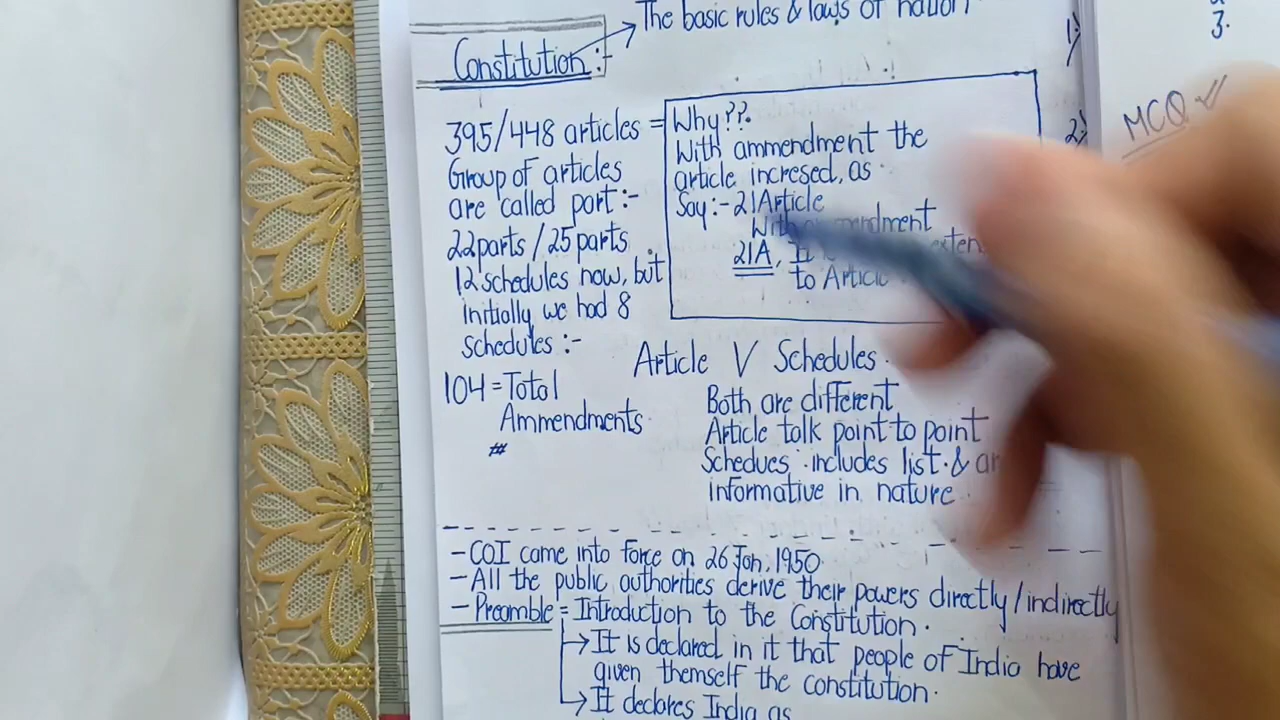 The basic rules & laws of nation
Constitution :-
395/448 articles =
Group of articles
are called part :-
22 parts / 25 parts
12 schedules now, but
Initially we had 8
Schedules :-
104 = Total
Ammendments.
#
Why??.
With ammendment the
article incresed, as
Say :- 21 Article
With ammendment
21A, It
to Article
Article V Schedules.
Both are different
Article talk point to point
Schedues includes list. &
informative in nature.
- COI came into force on 26 Jan, 1950.
- All the public authorities derive their powers directly/indirectly
- Preamble = Introduction to the Constitution.
→ It is declared in it that people of India have
given themself the constitution.
→ It declares India as
1)
2)
3.
MCQ ✓